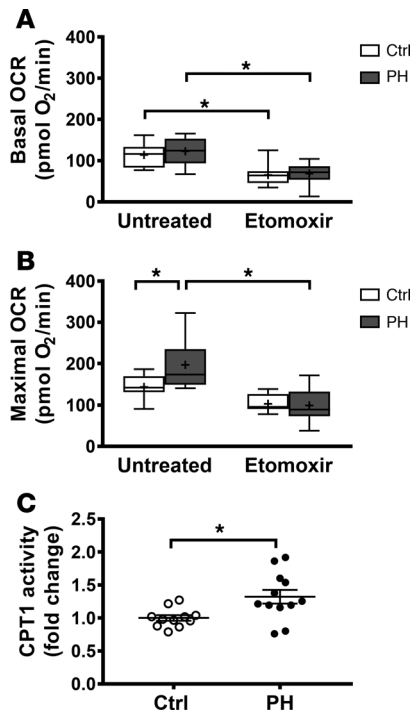 A
Basal OCR
(pmol O₂/min)
400
300
200
100
0
*
*
Ctrl
PH
Untreated
Etomoxir
B
Maximal OCR
(pmol O₂/min)
400
300
200
100
0
*
*
Ctrl
PH
Untreated
Etomoxir
C
CPT1 activity
(fold change)
2.5
2.0
1.5
1.0
0.5
0
*
Ctrl
PH